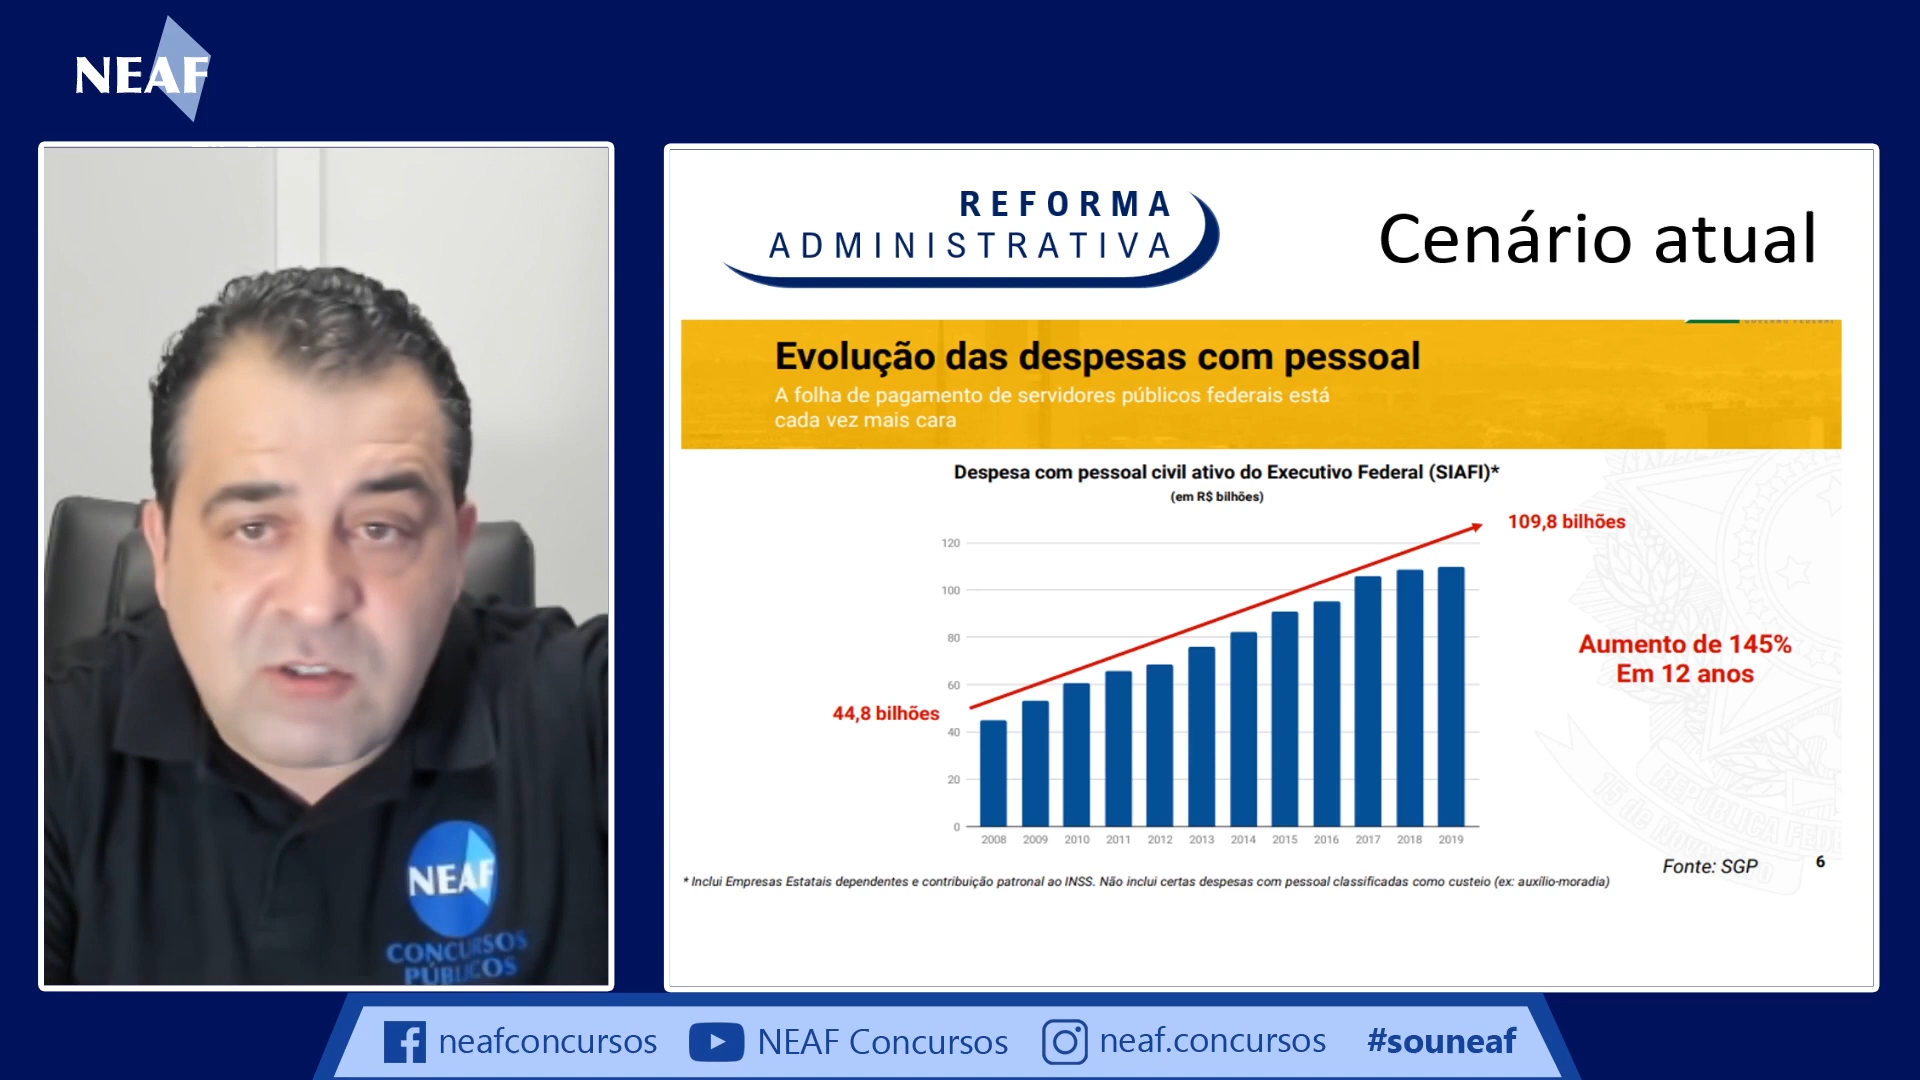 NEAF
REFORMA
ADMINISTRATIVA
Cenário atual
Evolução das despesas com pessoal
A folha de pagamento de servidores públicos federais está
cada vez mais cara
Despesa com pessoal civil ativo do Executivo Federal (SIAFI)*
(em R$ bilhões)
109,8 bilhões
120
100
80
60
40
20
0
44,8 bilhões
Aumento de 145%
Em 12 anos
2008 2009 2010 2011 2012 2013 2014 2015 2016 2017 2018 2019
Fonte: SGP
6
* Inclui Empresas Estatais dependentes e contribuição patronal ao INSS. Não inclui certas despesas com pessoal classificadas como custeio (ex: auxílio-moradia)
NEAF
CONCURSOS
PÚBLICOS
neafconcursos
NEAF Concursos
neaf.concursos
#souneaf